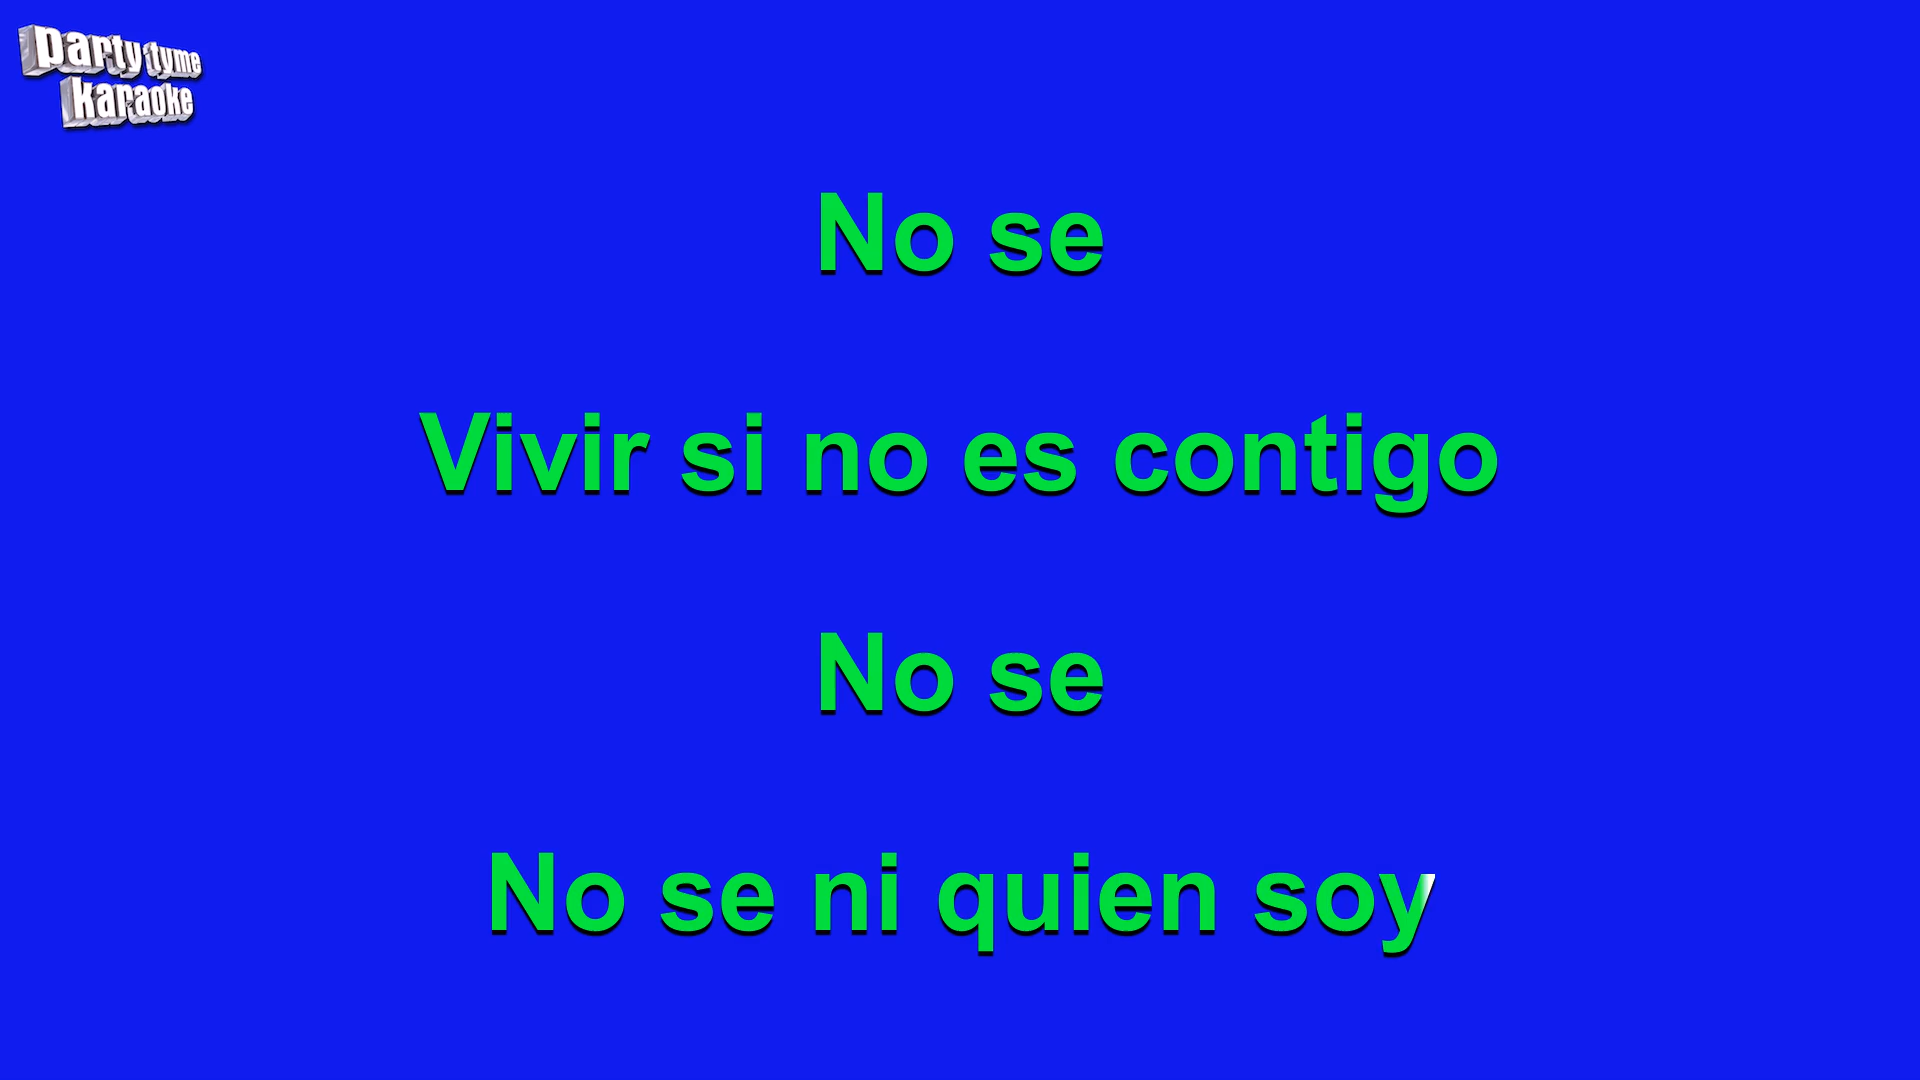 party tyme
karaoke
No se
Vivir si no es contigo
No se
No se ni quien soy